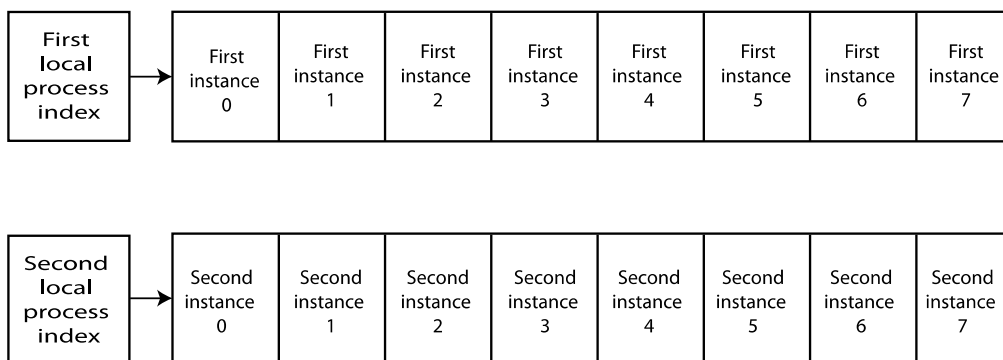 First
local
process
index
First
instance
0
First
instance
1
First
instance
2
First
instance
3
First
instance
4
First
instance
5
First
instance
6
First
instance
7
Second
local
process
index
Second
instance
0
Second
instance
1
Second
instance
2
Second
instance
3
Second
instance
4
Second
instance
5
Second
instance
6
Second
instance
7